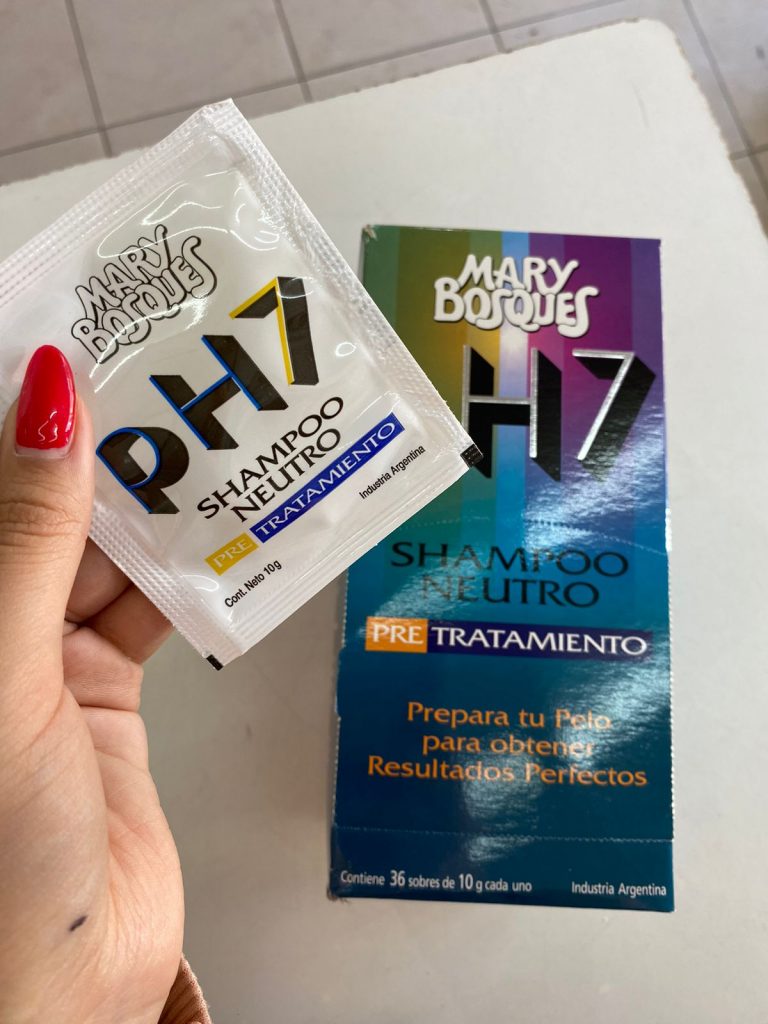 MARY
BOSQUES
pH7
SHAMPOO
NEUTRO
PRE TRATAMIENTO
Cont. Neto 10g
Industria Argentina
MARY
BOSQUES
H7
SHAMPOO
NEUTRO
PRE TRATAMIENTO
Prepara tu Pelo
para obtener
Resultados Perfectos
Contiene 36 sobres de 10 g cada uno
Industria Argentina